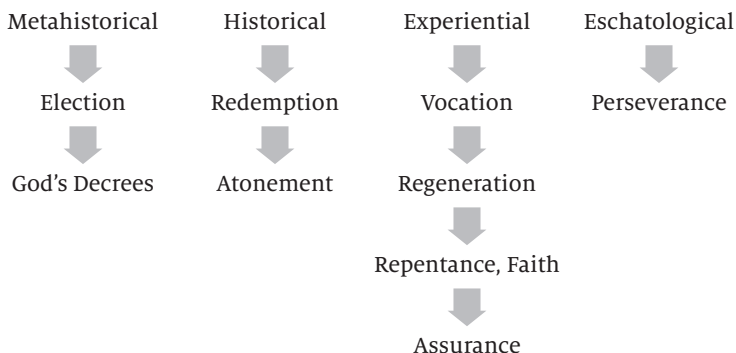 Metahistorical Historical Experiential Eschatological
Election Redemption Vocation Perseverance
God’s Decrees Atonement Regeneration
Repentance, Faith
Assurance